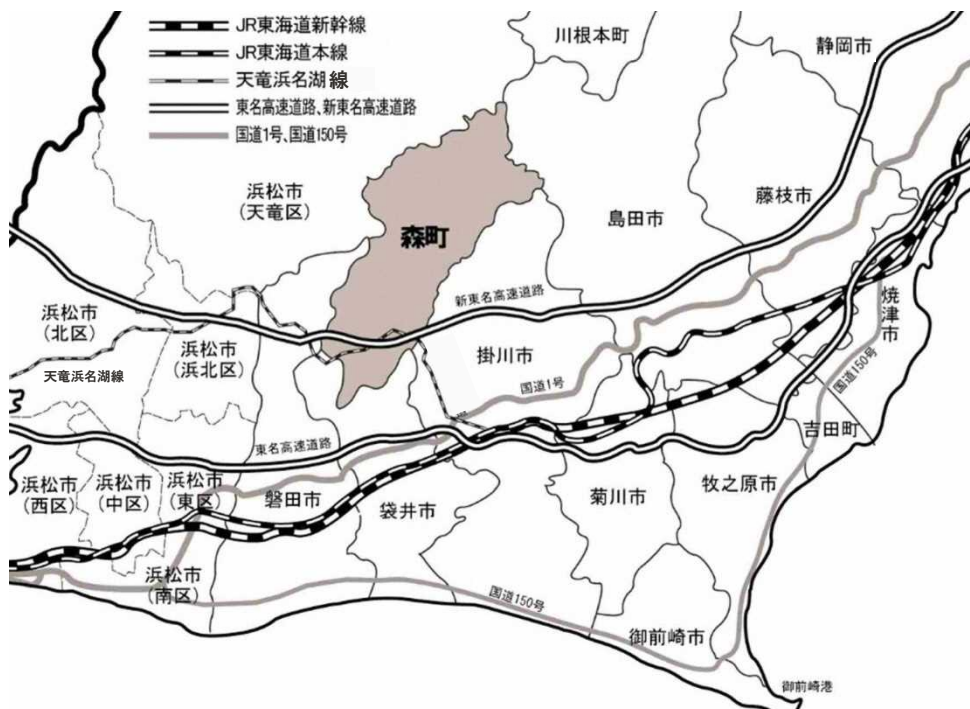 JR東海道新幹線
JR東海道本線
天竜浜名湖線
東名高速道路、新東名高速道路
国道1号、国道150号
川根本町
静岡市
浜松市
(天竜区)
藤枝市
島田市
森町
新東名高速道路
焼津市
浜松市
(北区)
浜松市
(浜北区)
掛川市
天竜浜名湖線
国道1号
国道150号
吉田町
東名高速道路
浜松市
(西区)
浜松市
(中区)
浜松市
(東区)
磐田市
袋井市
菊川市
牧之原市
浜松市
(南区)
国道150号
御前崎市
御前崎港